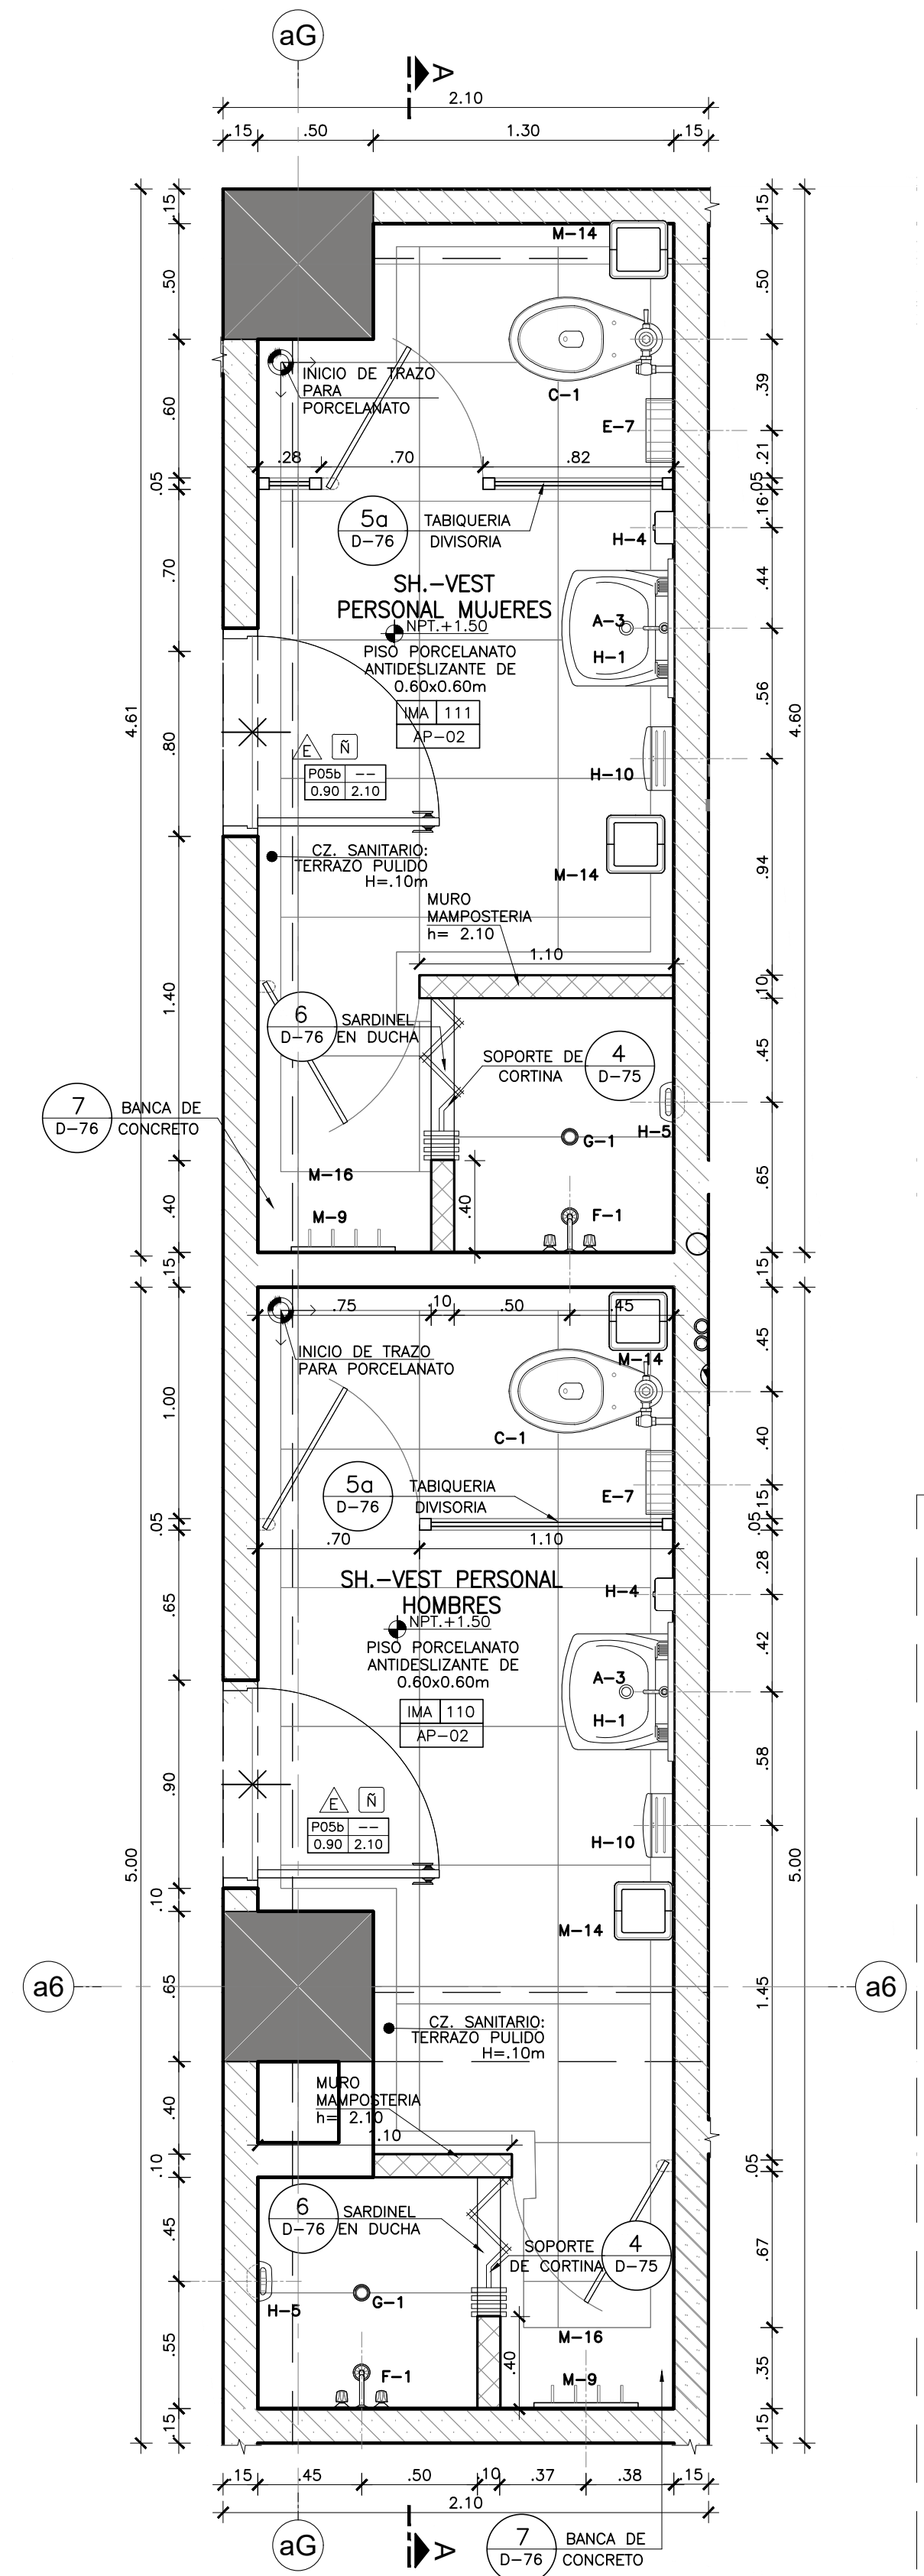 aG
A
2.10
.15
.50
1.30
.15
.15
.50
.60
.05
.70
.80
1.40
.40
.15
4.61
.15
.50
.39
.21
.05
.16
.44
.56
.94
.10
.45
.65
.15
4.60
M-14
INICIO DE TRAZO
PARA
PORCELANATO
C-1
E-7
.28
.70
.82
5a
D-76
TABIQUERIA
DIVISORIA
H-4
SH.-VEST
PERSONAL MUJERES
NPT.+1.50
PISO PORCELANATO
ANTIDESLIZANTE DE
0.60x0.60m
IMA 111
AP-02
A-3
H-1
E
Ñ
P05b --
0.90 2.10
H-10
CZ. SANITARIO:
TERRAZO PULIDO
H=.10m
M-14
MURO
MAMPOSTERIA
h= 2.10
1.10
6
D-76
SARDINEL
EN DUCHA
SOPORTE DE
CORTINA
4
D-75
7
D-76
BANCA DE
CONCRETO
G-1
H-5
M-16
M-9
.40
F-1
.75
.10
.50
.45
INICIO DE TRAZO
PARA PORCELANATO
M-14
C-1
5a
D-76
TABIQUERIA
DIVISORIA
E-7
.70
1.10
SH.-VEST PERSONAL
HOMBRES
H-4
NPT.+1.50
PISO PORCELANATO
ANTIDESLIZANTE DE
0.60x0.60m
IMA 110
AP-02
A-3
H-1
E
Ñ
P05b --
0.90 2.10
H-10
M-14
1.00
.05
.65
.90
.10
.65
.40
.10
.45
.55
.15
5.00
.45
.40
.15
.05
.28
.42
.58
1.45
.05
.67
.35
.15
5.00
a6
a6
CZ. SANITARIO:
TERRAZO PULIDO
H=.10m
MURO
MAMPOSTERIA
h= 2.10
1.10
6
D-76
SARDINEL
EN DUCHA
SOPORTE
DE CORTINA
4
D-75
H-5
G-1
M-16
M-9
.40
F-1
.15
.45
.50
.10
.37
.38
.15
2.10
aG
A
7
D-76
BANCA DE
CONCRETO